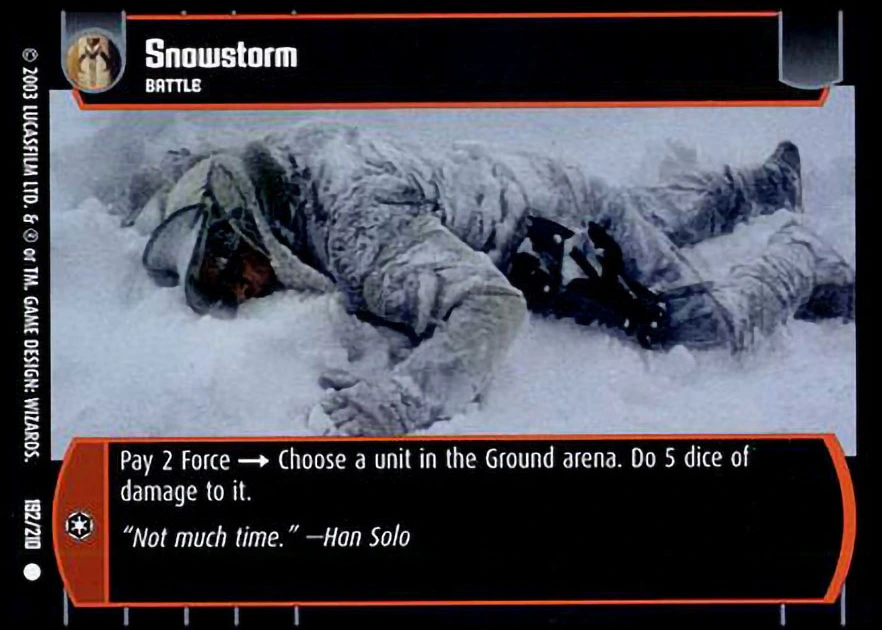 Snowstorm
BATTLE
Pay 2 Force → Choose a unit in the Ground arena. Do 5 dice of
damage to it.
“Not much time.” —Han Solo
© 2003 LUCASFILM LTD. & ® or TM. GAME DESIGN: WIZARDS.
192/210